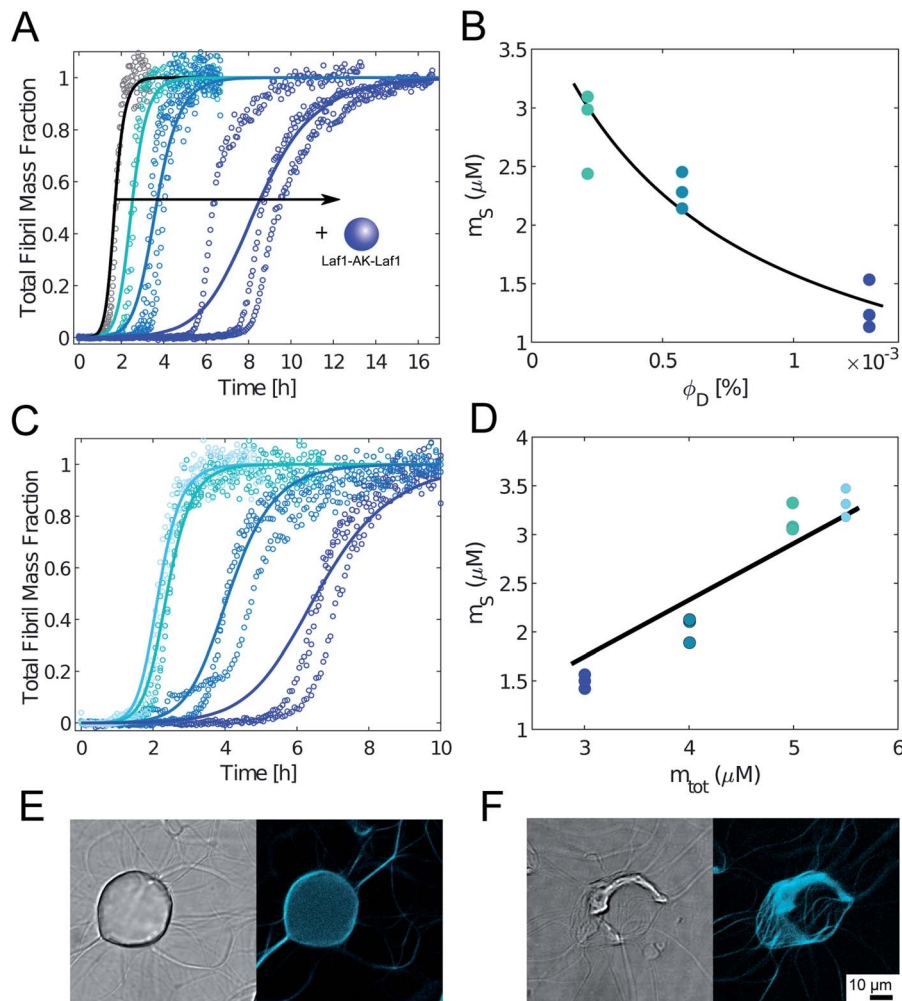 A
Total Fibril Mass Fraction
1
0.8
0.6
0.4
0.2
0
0 2 4 6 8 10 12 14 16
Time [h]
+
Laf1-AK-Laf1
B
m_S (μM)
3.5
3
2.5
2
1.5
1
0 0.5 1 ×10⁻³
ϕ_D [%]
C
Total Fibril Mass Fraction
1
0.8
0.6
0.4
0.2
0
0 2 4 6 8 10
Time [h]
D
m_S (μM)
4
3.5
3
2.5
2
1.5
1
3 4 5 6
m_tot (μM)
E
F
10 μm